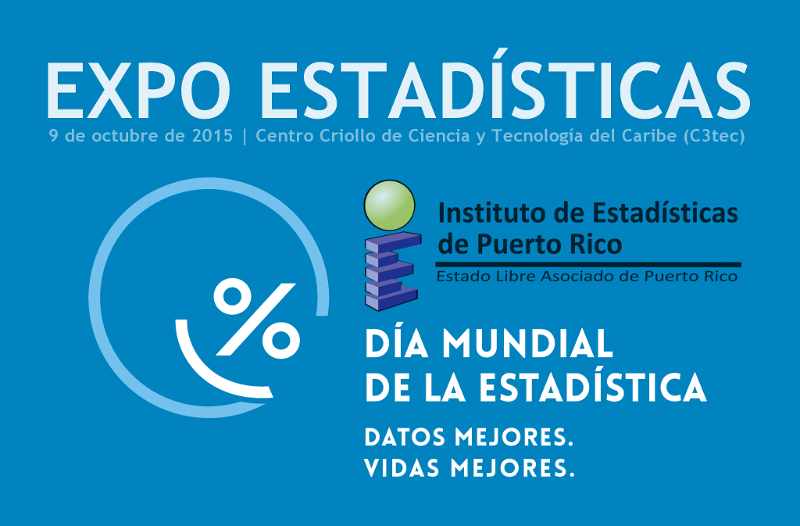 EXPO ESTADÍSTICAS
9 de octubre de 2015 | Centro Criollo de Ciencia y Tecnología del Caribe (C3tec)
%
Instituto de Estadísticas
de Puerto Rico
Estado Libre Asociado de Puerto Rico
DÍA MUNDIAL
DE LA ESTADÍSTICA
DATOS MEJORES.
VIDAS MEJORES.